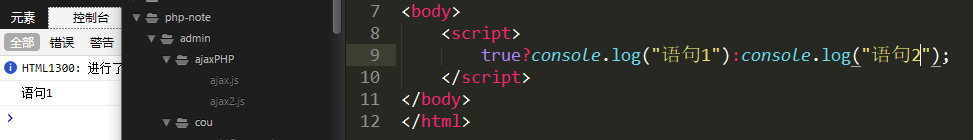 元素 控制台
全部 错误 警告
HTML1300: 进行了
语句1
php-note
admin
ajaxPHP
ajax.js
ajax2.js
cou
7 <body>
8 <script>
9 true?console.log("语句1"):console.log("语句2");
10 </script>
11 </body>
12 </html>